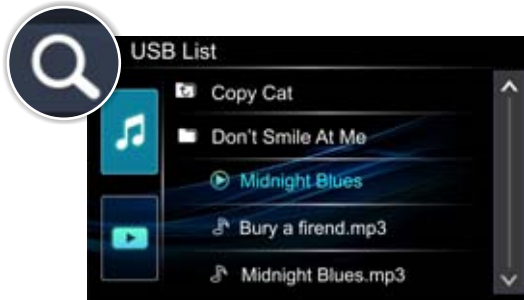 USB List
Copy Cat
Don't Smile At Me
Midnight Blues
Bury a firend.mp3
Midnight Blues.mp3